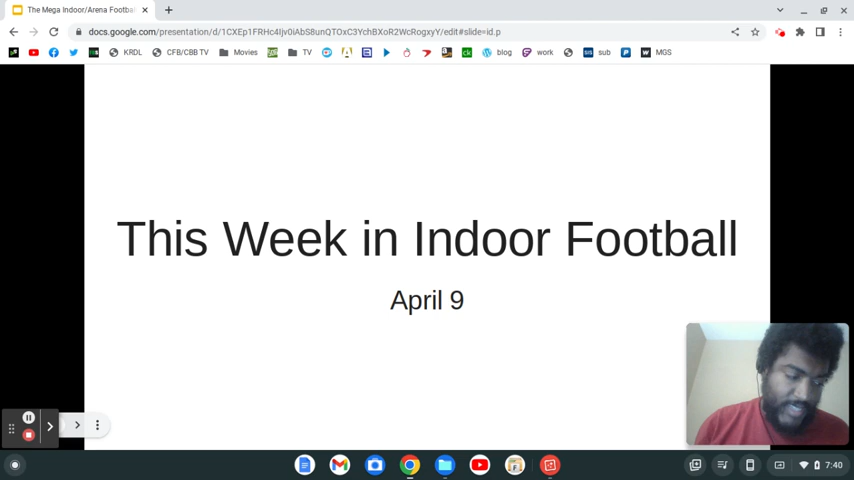 The Mega Indoor/Arena Footbal
docs.google.com/presentation/d/1CXEp1FRHc4Ijv0iAbS8unQTOxC3YchBXoR2WcRogxyY/edit#slide=id.p
KRDL CFB/CBB TV Movies TV blog work sub MGS
This Week in Indoor Football
April 9
7:40